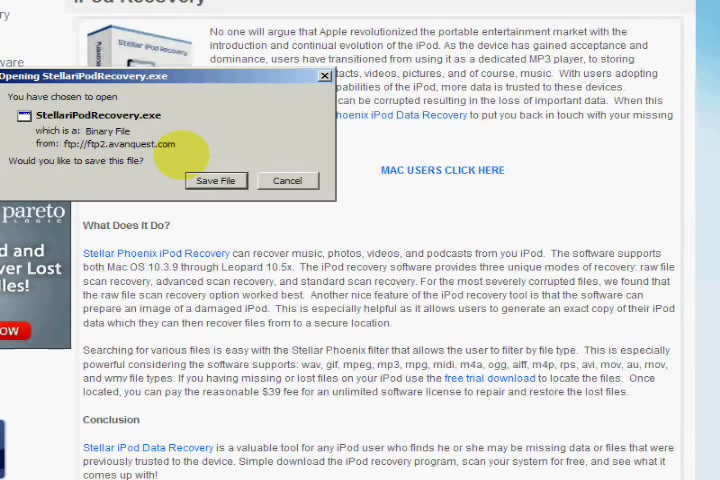 iPod Recovery
ry
ware
Stellar iPod Recovery
No one will argue that Apple revolutionized the portable entertainment market with the
introduction and continual evolution of the iPod. As the device has gained acceptance and
dominance, users have transitioned from using it as a dedicated MP3 player, to storing
tacts, videos, pictures, and of course, music. With users adopting
pabilities of the iPod, more data is trusted to these devices.
can be corrupted resulting in the loss of important data. When this
hoenix iPod Data Recovery to put you back in touch with your missing
Opening StellariPodRecovery.exe
You have chosen to open
StellariPodRecovery.exe
which is a: Binary File
from: ftp://ftp2.avanquest.com
Would you like to save this file?
Save File
Cancel
MAC USERS CLICK HERE
pareto
LOGIC
d and
ver Lost
iles!
OW
What Does It Do?
Stellar Phoenix iPod Recovery can recover music, photos, videos, and podcasts from you iPod. The software supports
both Mac OS 10.3.9 through Leopard 10.5x. The iPod recovery software provides three unique modes of recovery: raw file
scan recovery, advanced scan recovery, and standard scan recovery. For the most severely corrupted files, we found that
the raw file scan recovery option worked best. Another nice feature of the iPod recovery tool is that the software can
prepare an image of a damaged iPod. This is especially helpful as it allows users to generate an exact copy of their iPod
data which they can then recover files from to a secure location.
Searching for various files is easy with the Stellar Phoenix filter that allows the user to filter by file type. This is especially
powerful considering the software supports: wav, gif, mpeg, mp3, mpg, midi, m4a, ogg, aiff, m4p, rps, avi, mov, au, mov,
and wmv file types. If you having missing or lost files on your iPod use the free trial download to locate the files. Once
located, you can pay the reasonable $39 fee for an unlimited software license to repair and restore the lost files.
Conclusion
Stellar iPod Data Recovery is a valuable tool for any iPod user who finds he or she may be missing data or files that were
previously trusted to the device. Simple download the iPod recovery program, scan your system for free, and see what it
comes up with!